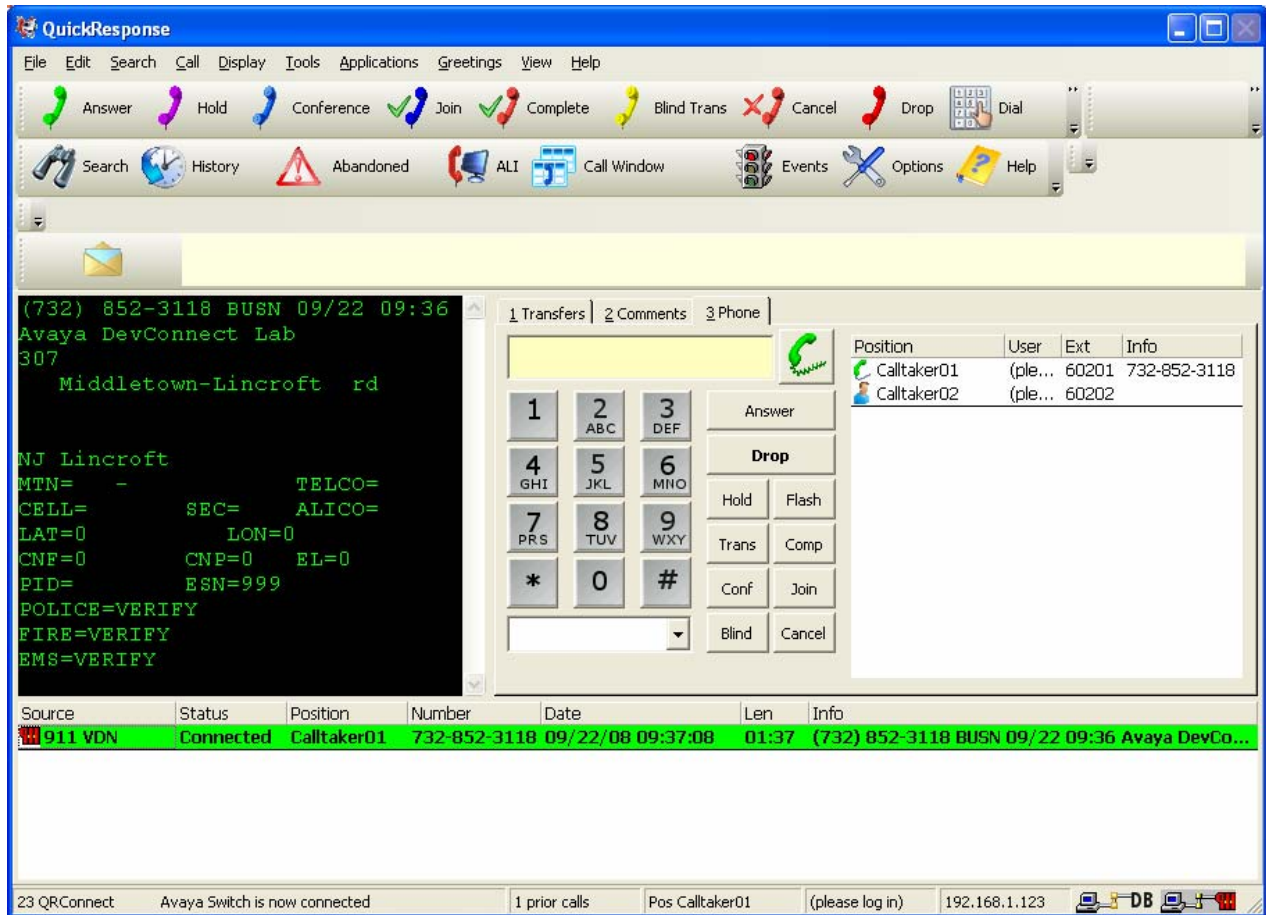 QuickResponse
File Edit Search Call Display Tools Applications Greetings View Help
Answer Hold Conference Join Complete Blind Trans Cancel Drop Dial
Search History Abandoned ALI Call Window Events Options Help
(732) 852-3118 BUSN 09/22 09:36
Avaya DevConnect Lab
307
Middletown-Lincroft rd
NJ Lincroft
MTN= - TELCO=
CELL= SEC= ALICO=
LAT=0 LON=0
CNF=0 CNP=0 EL=0
PID= ESN=999
POLICE=VERIFY
FIRE=VERIFY
EMS=VERIFY
1 Transfers 2 Comments 3 Phone
1 2 ABC 3 DEF
4 GHI 5 JKL 6 MNO
7 PRS 8 TUV 9 WXY
* 0 #
Answer
Drop
Hold Flash
Trans Comp
Conf Join
Blind Cancel
Position User Ext Info
Calltaker01 (ple... 60201 732-852-3118
Calltaker02 (ple... 60202
Source Status Position Number Date Len Info
911 VDN Connected Calltaker01 732-852-3118 09/22/08 09:37:08 01:37 (732) 852-3118 BUSN 09/22 09:36 Avaya DevCo...
23 QRConnect Avaya Switch is now connected 1 prior calls Pos Calltaker01 (please log in) 192.168.1.123 DB